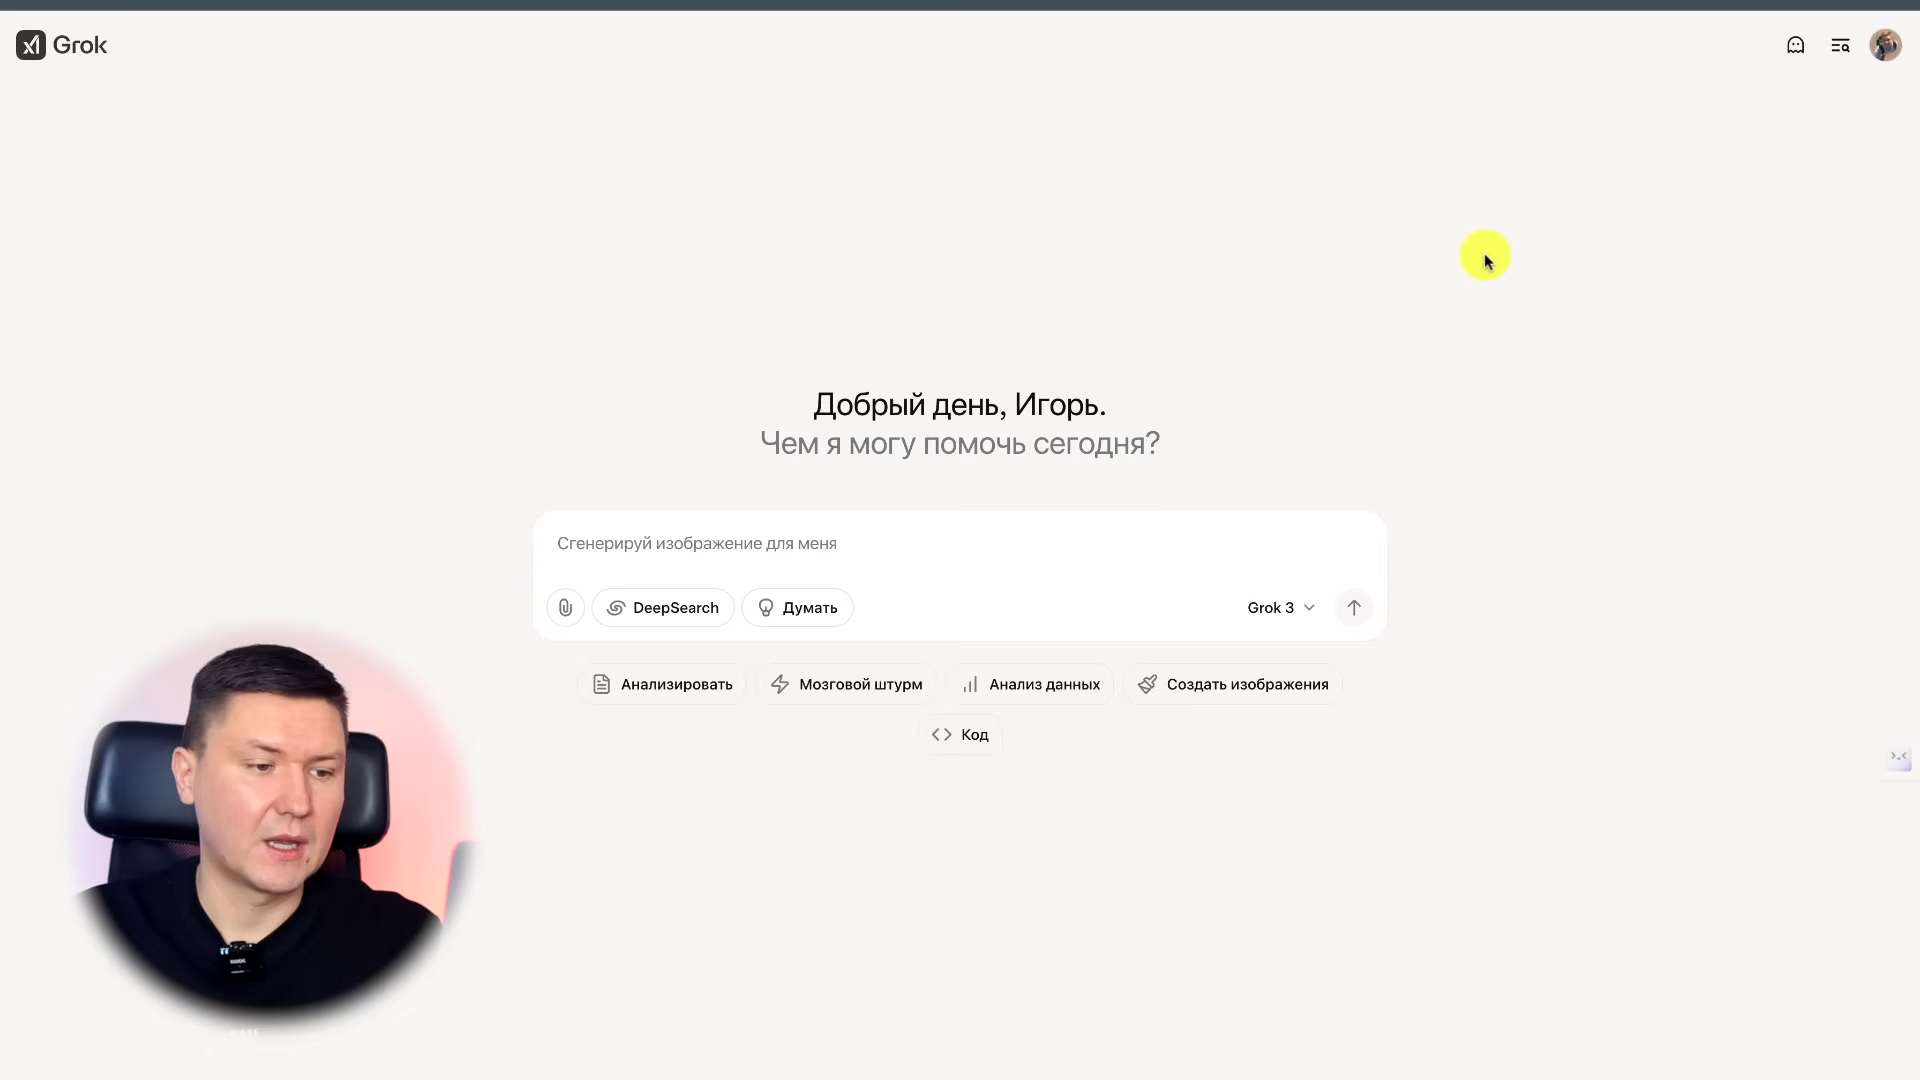 Grok
Добрый день, Игорь.
Чем я могу помочь сегодня?
Сгенерируй изображение для меня
DeepSearch
Думать
Grok 3
Анализировать
Мозговой штурм
Анализ данных
Создать изображения
Код